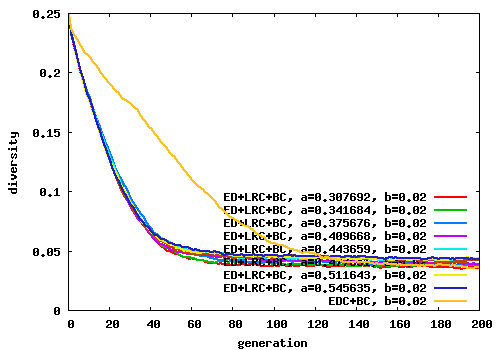 0.25
0.2
0.15
0.1
0.05
0
diversity
ED+LRC+BC, a=0.307692, b=0.02
ED+LRC+BC, a=0.341684, b=0.02
ED+LRC+BC, a=0.375676, b=0.02
ED+LRC+BC, a=0.409668, b=0.02
ED+LRC+BC, a=0.443659, b=0.02
ED+LRC+BC, b=0.02
ED+LRC+BC, a=0.511643, b=0.02
ED+LRC+BC, a=0.545635, b=0.02
EDC+BC, b=0.02
0 20 40 60 80 100 120 140 160 180 200
generation